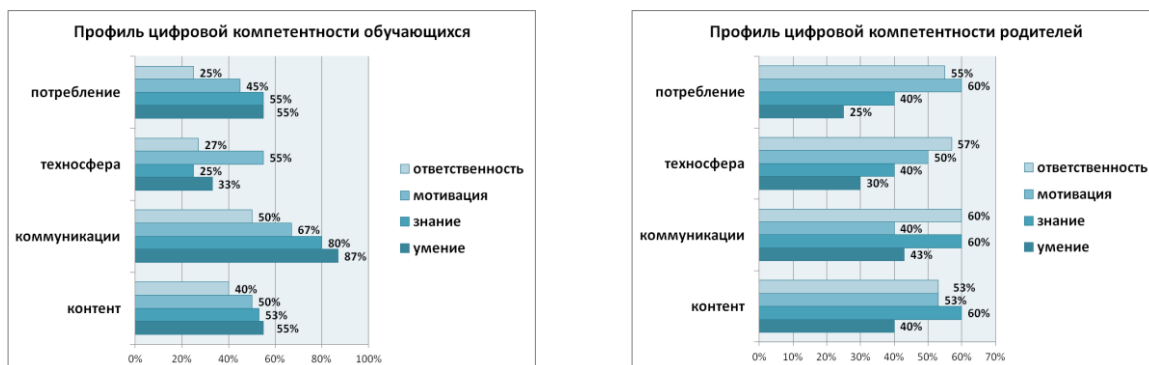 Профиль цифровой компетентности обучающихся
потребление
25%
45%
55%
55%
техносфера
27%
55%
25%
33%
коммуникации
50%
67%
80%
87%
контент
40%
50%
53%
55%
0% 20% 40% 60% 80% 100%
ответственность
мотивация
знание
умение
Профиль цифровой компетентности родителей
потребление
55%
60%
40%
25%
техносфера
57%
50%
40%
30%
коммуникации
60%
40%
60%
43%
контент
53%
53%
60%
40%
0% 10% 20% 30% 40% 50% 60% 70%
ответственность
мотивация
знание
умение